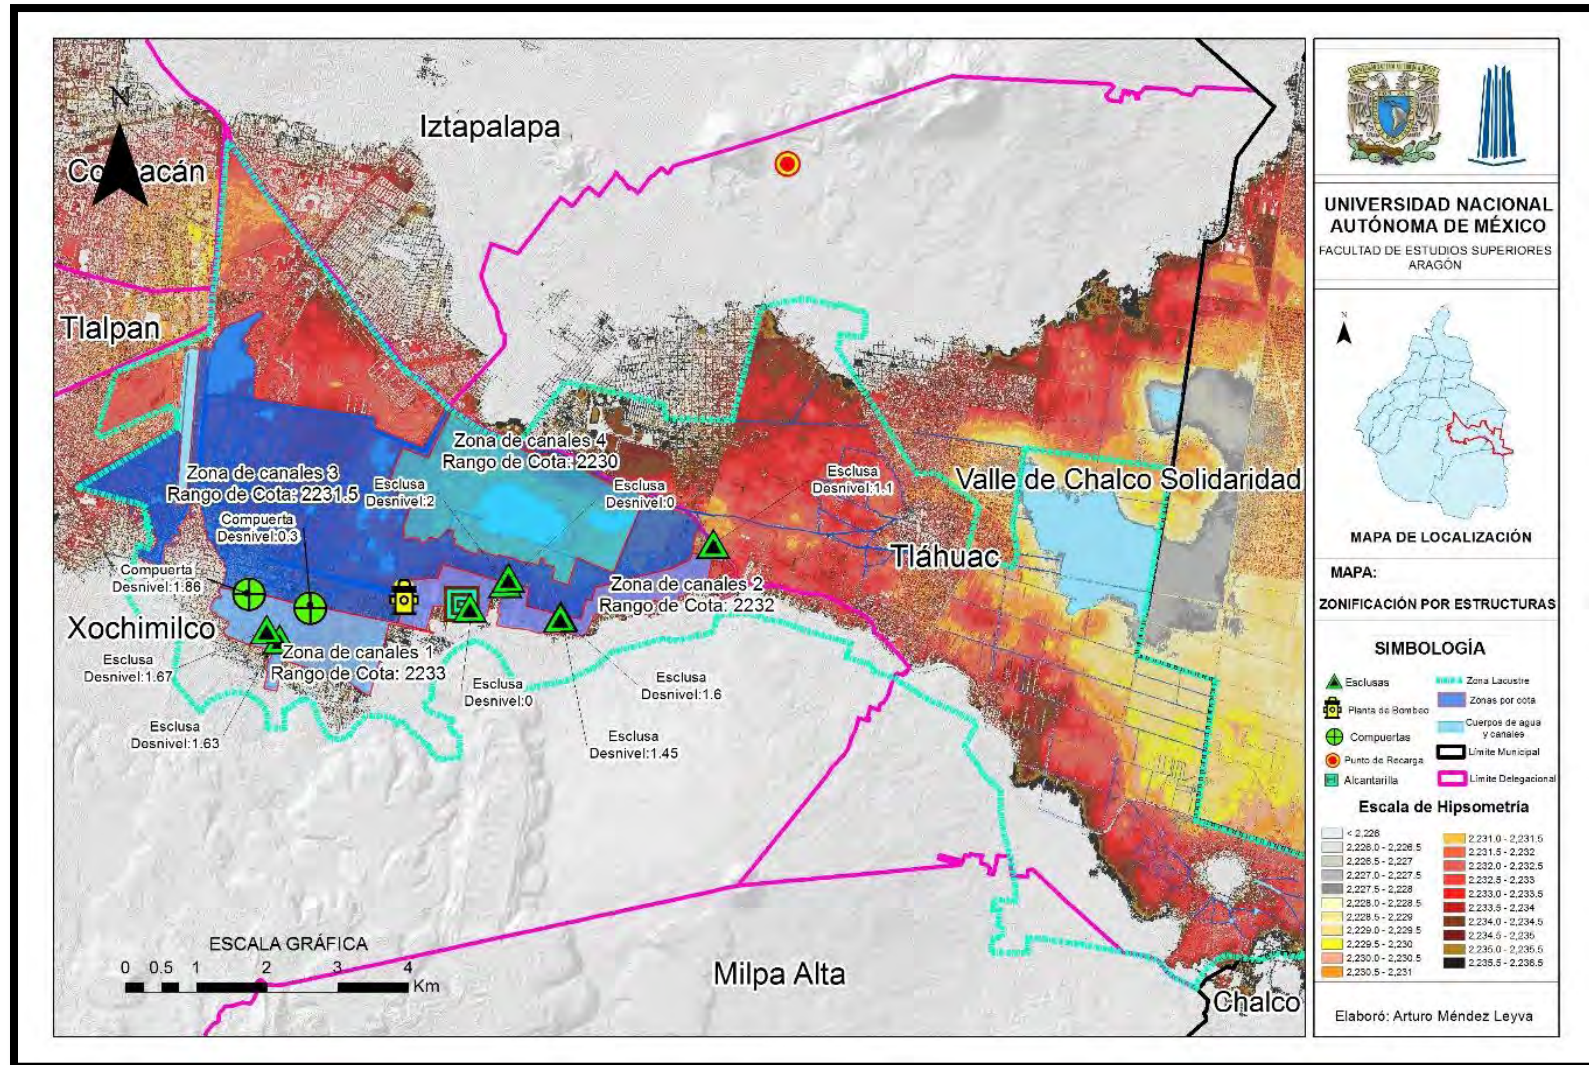 N
Iztapalapa
Tlalpan
Zona de canales 4
Rango de Cota: 2230
Zona de canales 3
Rango de Cota: 2231.5
Esclusa
Desnivel:2
Esclusa
Desnivel:0
Esclusa
Desnivel:1.1
Valle de Chalco Solidaridad
Compuerta
Desnivel:0.3
Tláhuac
Compuerta
Desnivel:1.86
Zona de canales 2
Rango de Cota: 2232
Xochimilco
Zona de canales 1
Rango de Cota: 2233
Esclusa
Desnivel:1.67
Esclusa
Desnivel:0
Esclusa
Desnivel:1.6
Esclusa
Desnivel:1.63
Esclusa
Desnivel:1.45
ESCALA GRÁFICA
0 0.5 1 2 3 4
Km
Milpa Alta
Chalco
UNIVERSIDAD NACIONAL
AUTÓNOMA DE MÉXICO
FACULTAD DE ESTUDIOS SUPERIORES
ARAGÓN
N
MAPA DE LOCALIZACIÓN
MAPA:
ZONIFICACIÓN POR ESTRUCTURAS
SIMBOLOGÍA
Esclusas
Planta de Bombeo
Compuertas
Punto de Recarga
Alcantarilla
Zona Lacustre
Zonas por cota
Cuerpos de agua
y canales
Límite Municipal
Límite Delegacional
Escala de Hipsometría
< 2,226
2,226.0 - 2,226.5
2,226.5 - 2,227
2,227.0 - 2,227.5
2,227.5 - 2,228
2,228.0 - 2,228.5
2,228.5 - 2,229
2,229.0 - 2,229.5
2,229.5 - 2,230
2,230.0 - 2,230.5
2,230.5 - 2,231
2,231.0 - 2,231.5
2,231.5 - 2,232
2,232.0 - 2,232.5
2,232.5 - 2,233
2,233.0 - 2,233.5
2,233.5 - 2,234
2,234.0 - 2,234.5
2,234.5 - 2,235
2,235.0 - 2,235.5
2,235.5 - 2,236.5
Elaboró: Arturo Méndez Leyva